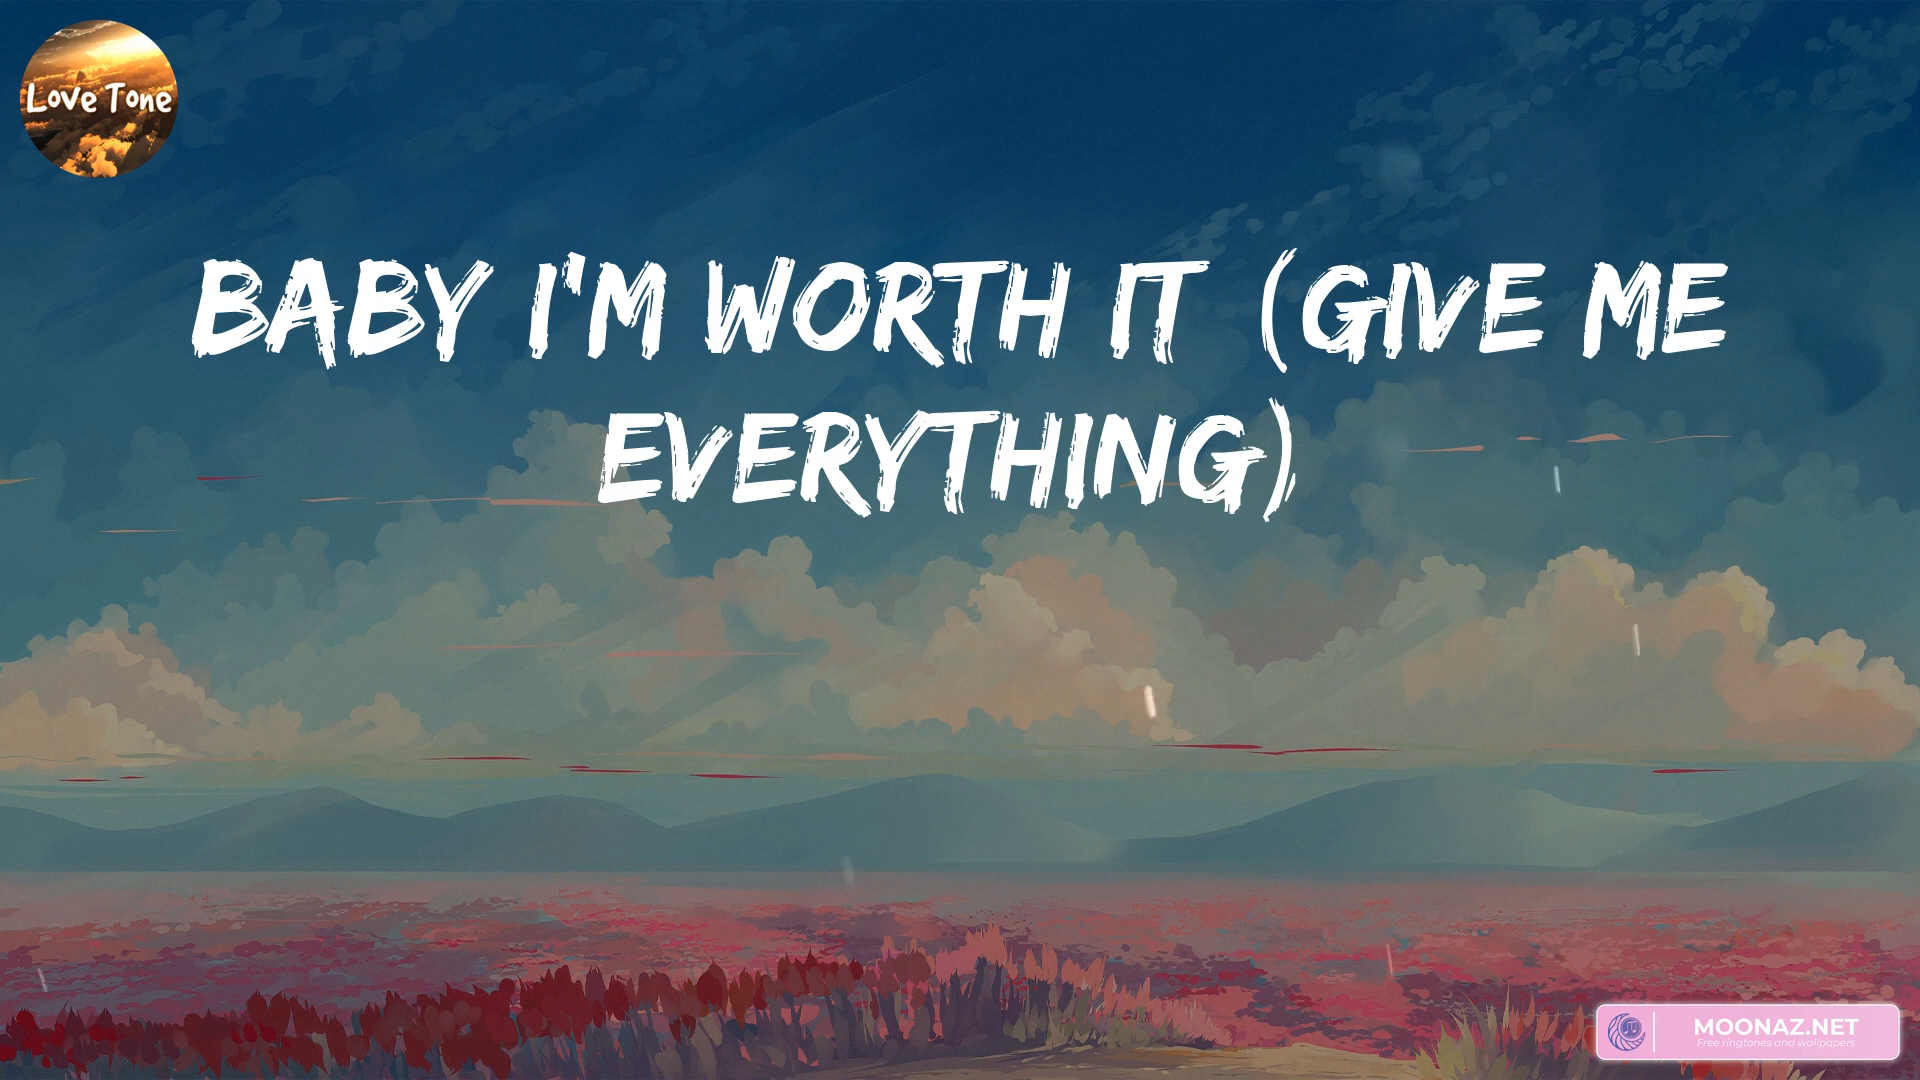 Love Tone
BABY I'M WORTH IT (GIVE ME
EVERYTHING)
MOONAZ.NET
Free ringtones and wallpapers